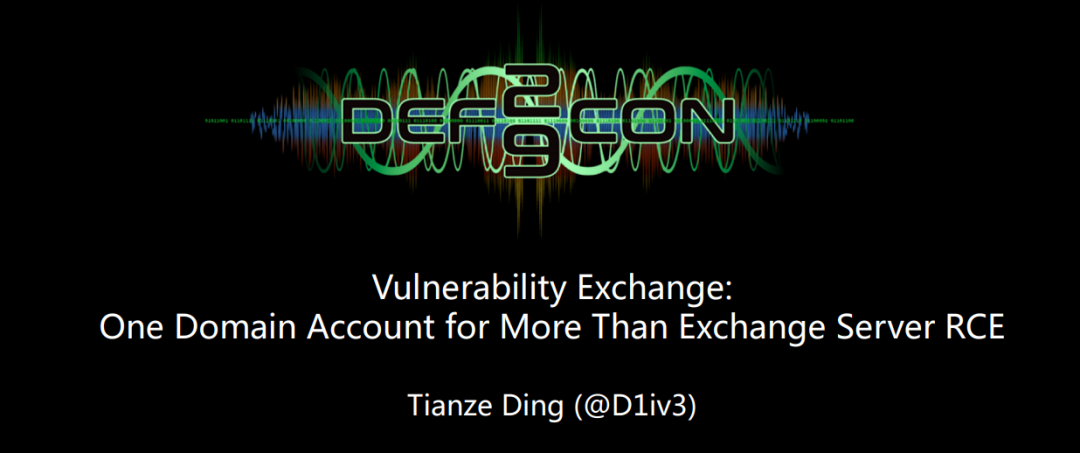 DEF CON
29
Vulnerability Exchange:
One Domain Account for More Than Exchange Server RCE
Tianze Ding (@D1iv3)